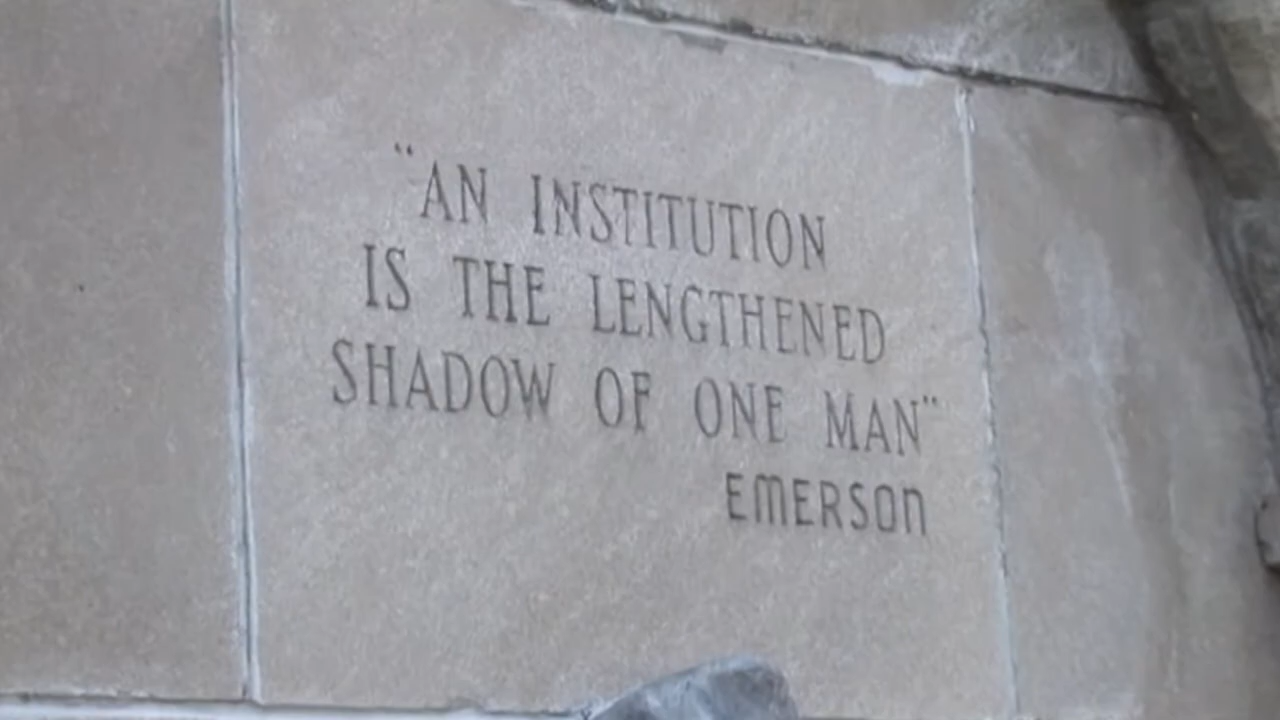 “AN INSTITUTION
IS THE LENGTHENED
SHADOW OF ONE MAN”
EMERSON